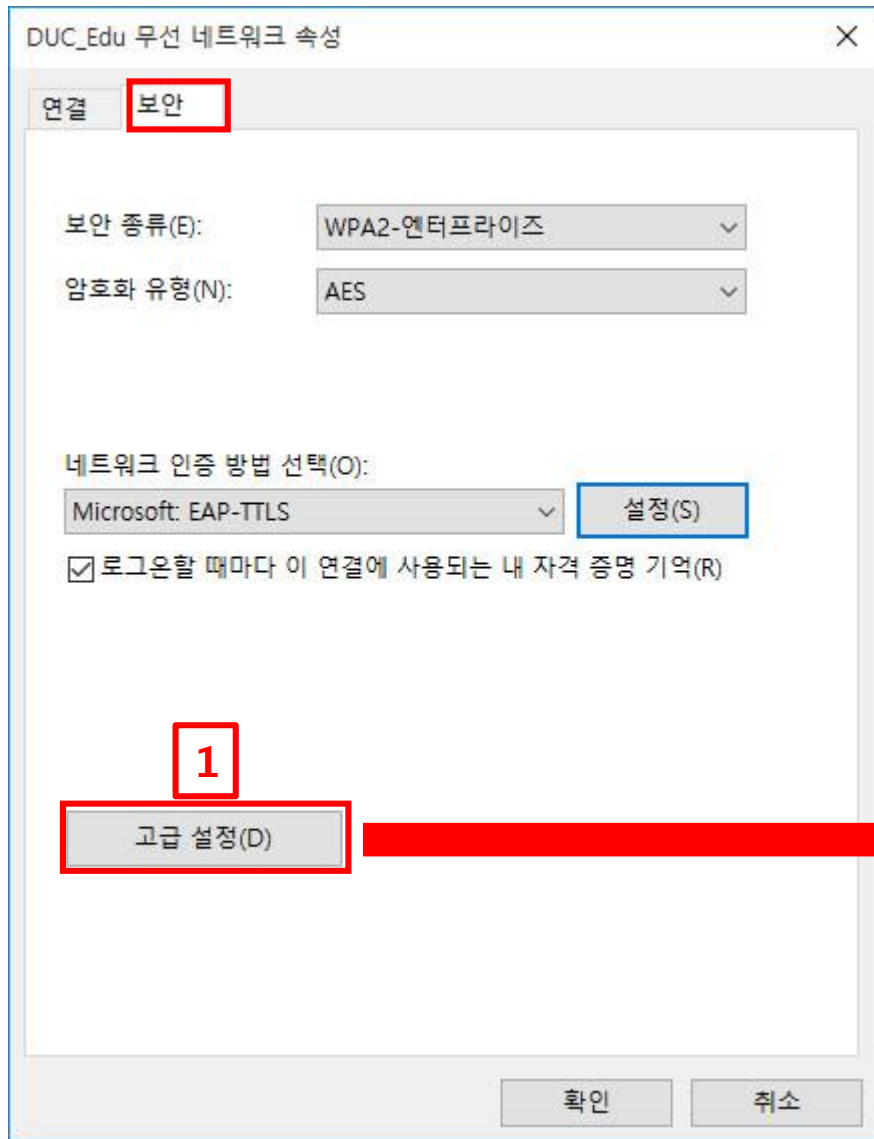 DUC_Edu 무선 네트워크 속성
연결 보안
보안 종류(E): WPA2-엔터프라이즈
암호화 유형(N): AES
네트워크 인증 방법 선택(O):
Microsoft: EAP-TTLS 설정(S)
로그온할 때마다 이 연결에 사용되는 내 자격 증명 기억(R)
1
고급 설정(D)
확인 취소